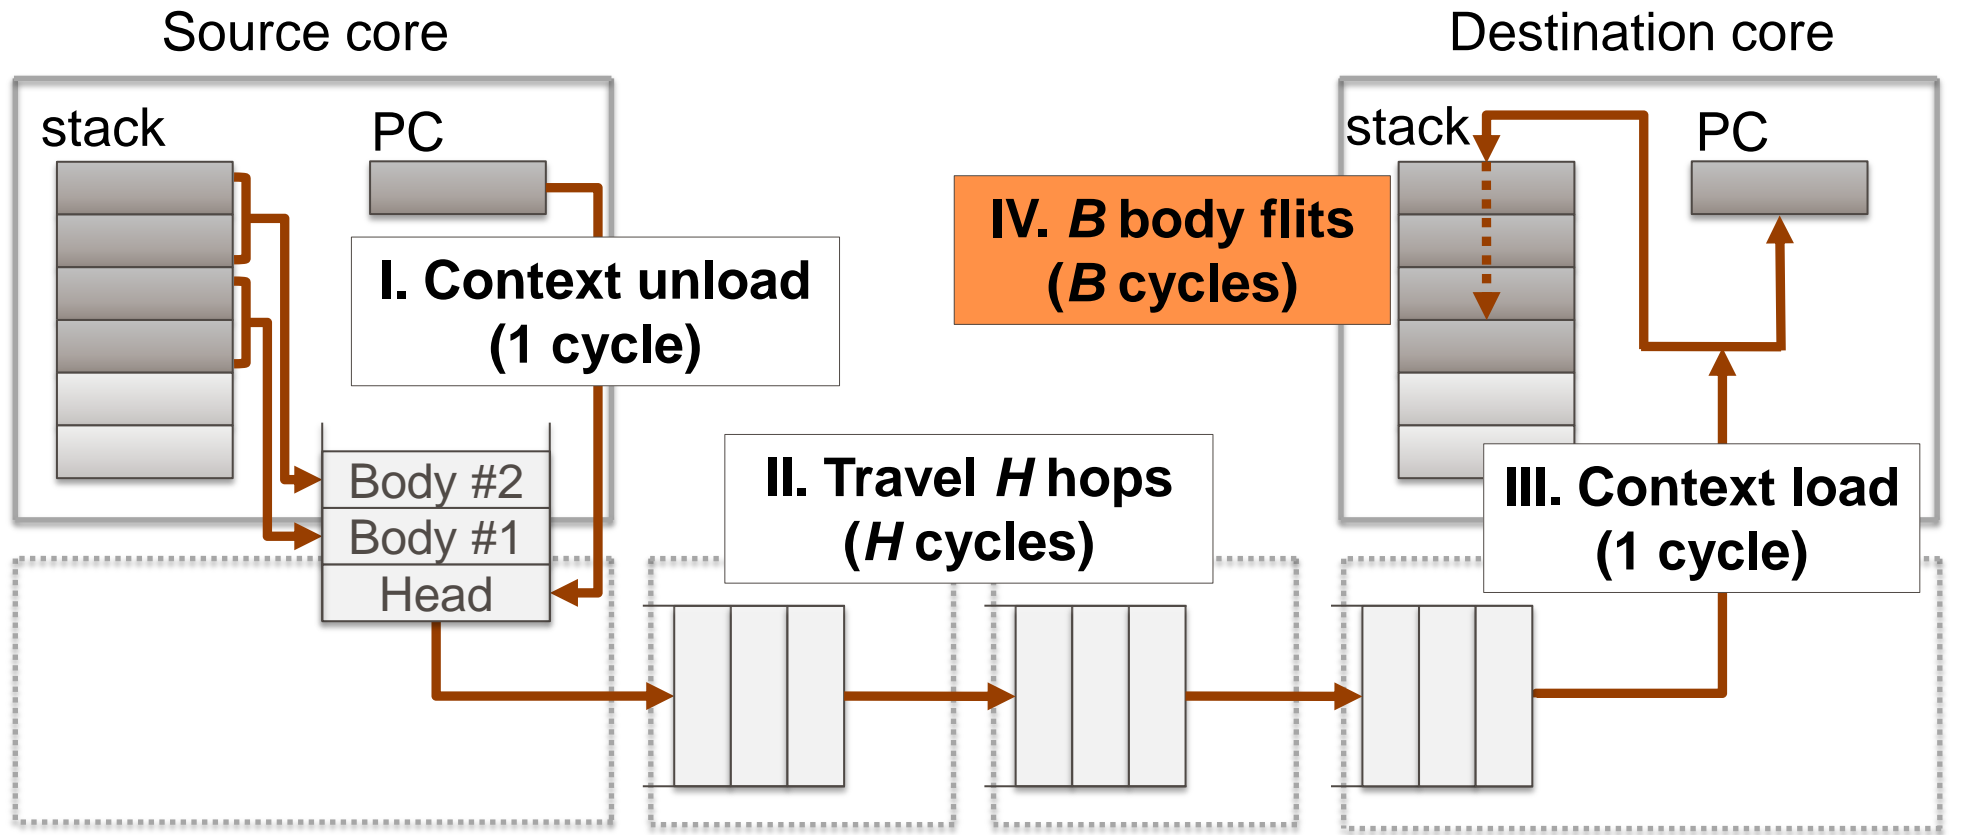 Source core
Destination core
stack
PC
stack
PC
I. Context unload
(1 cycle)
IV. B body flits
(B cycles)
Body #2
Body #1
Head
II. Travel H hops
(H cycles)
III. Context load
(1 cycle)